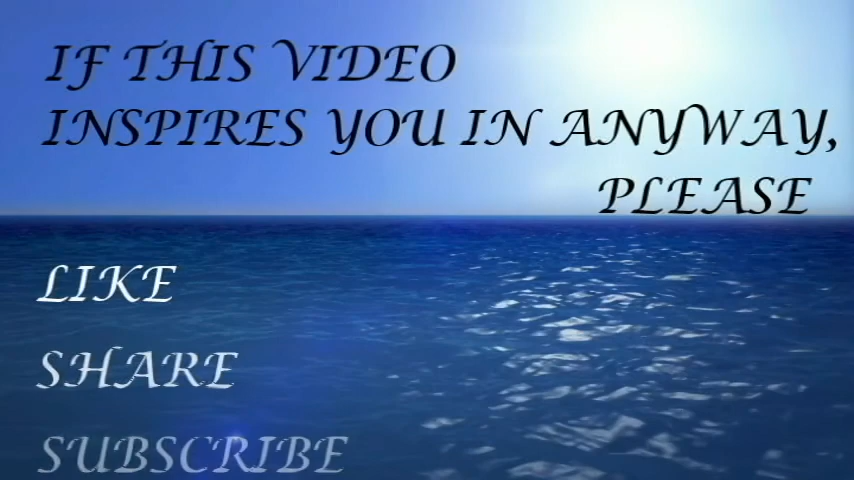 IF THIS VIDEO
INSPIRES YOU IN ANYWAY,
PLEASE
LIKE
SHARE
SUBSCRIBE